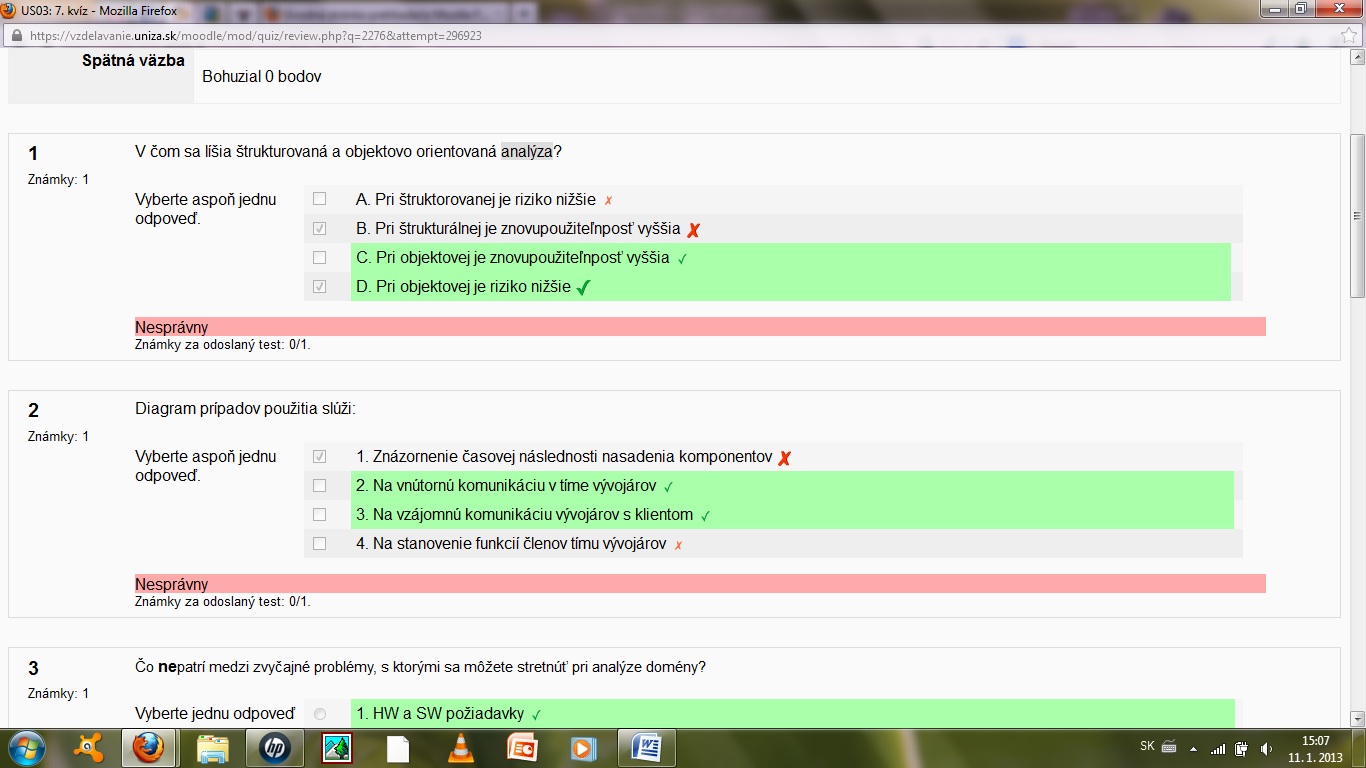 US03: 7. kvíz - Mozilla Firefox
https://vzdelavanie.uniza.sk/moodle/mod/quiz/review.php?q=2276&attempt=296923
Spätná väzba
Bohuzial 0 bodov
1
Známky: 1
V čom sa líšia štrukturovaná a objektovo orientovaná analýza?
Vyberte aspoň jednu odpoveď.
A. Pri štruktorovanej je riziko nižšie
B. Pri štrukturálnej je znovupoužiteľnposť vyššia
C. Pri objektovej je znovupoužiteľnposť vyššia
D. Pri objektovej je riziko nižšie
Nesprávny
Známky za odoslaný test: 0/1.
2
Známky: 1
Diagram prípadov použitia slúži:
Vyberte aspoň jednu odpoveď.
1. Znázornenie časovej následnosti nasadenia komponentov
2. Na vnútornú komunikáciu v tíme vývojárov
3. Na vzájomnú komunikáciu vývojárov s klientom
4. Na stanovenie funkcií členov tímu vývojárov
Nesprávny
Známky za odoslaný test: 0/1.
3
Známky: 1
Čo nepatrí medzi zvyčajné problémy, s ktorými sa môžete stretnúť pri analýze domény?
Vyberte jednu odpoveď
1. HW a SW požiadavky
SK
15:07
11. 1. 2013